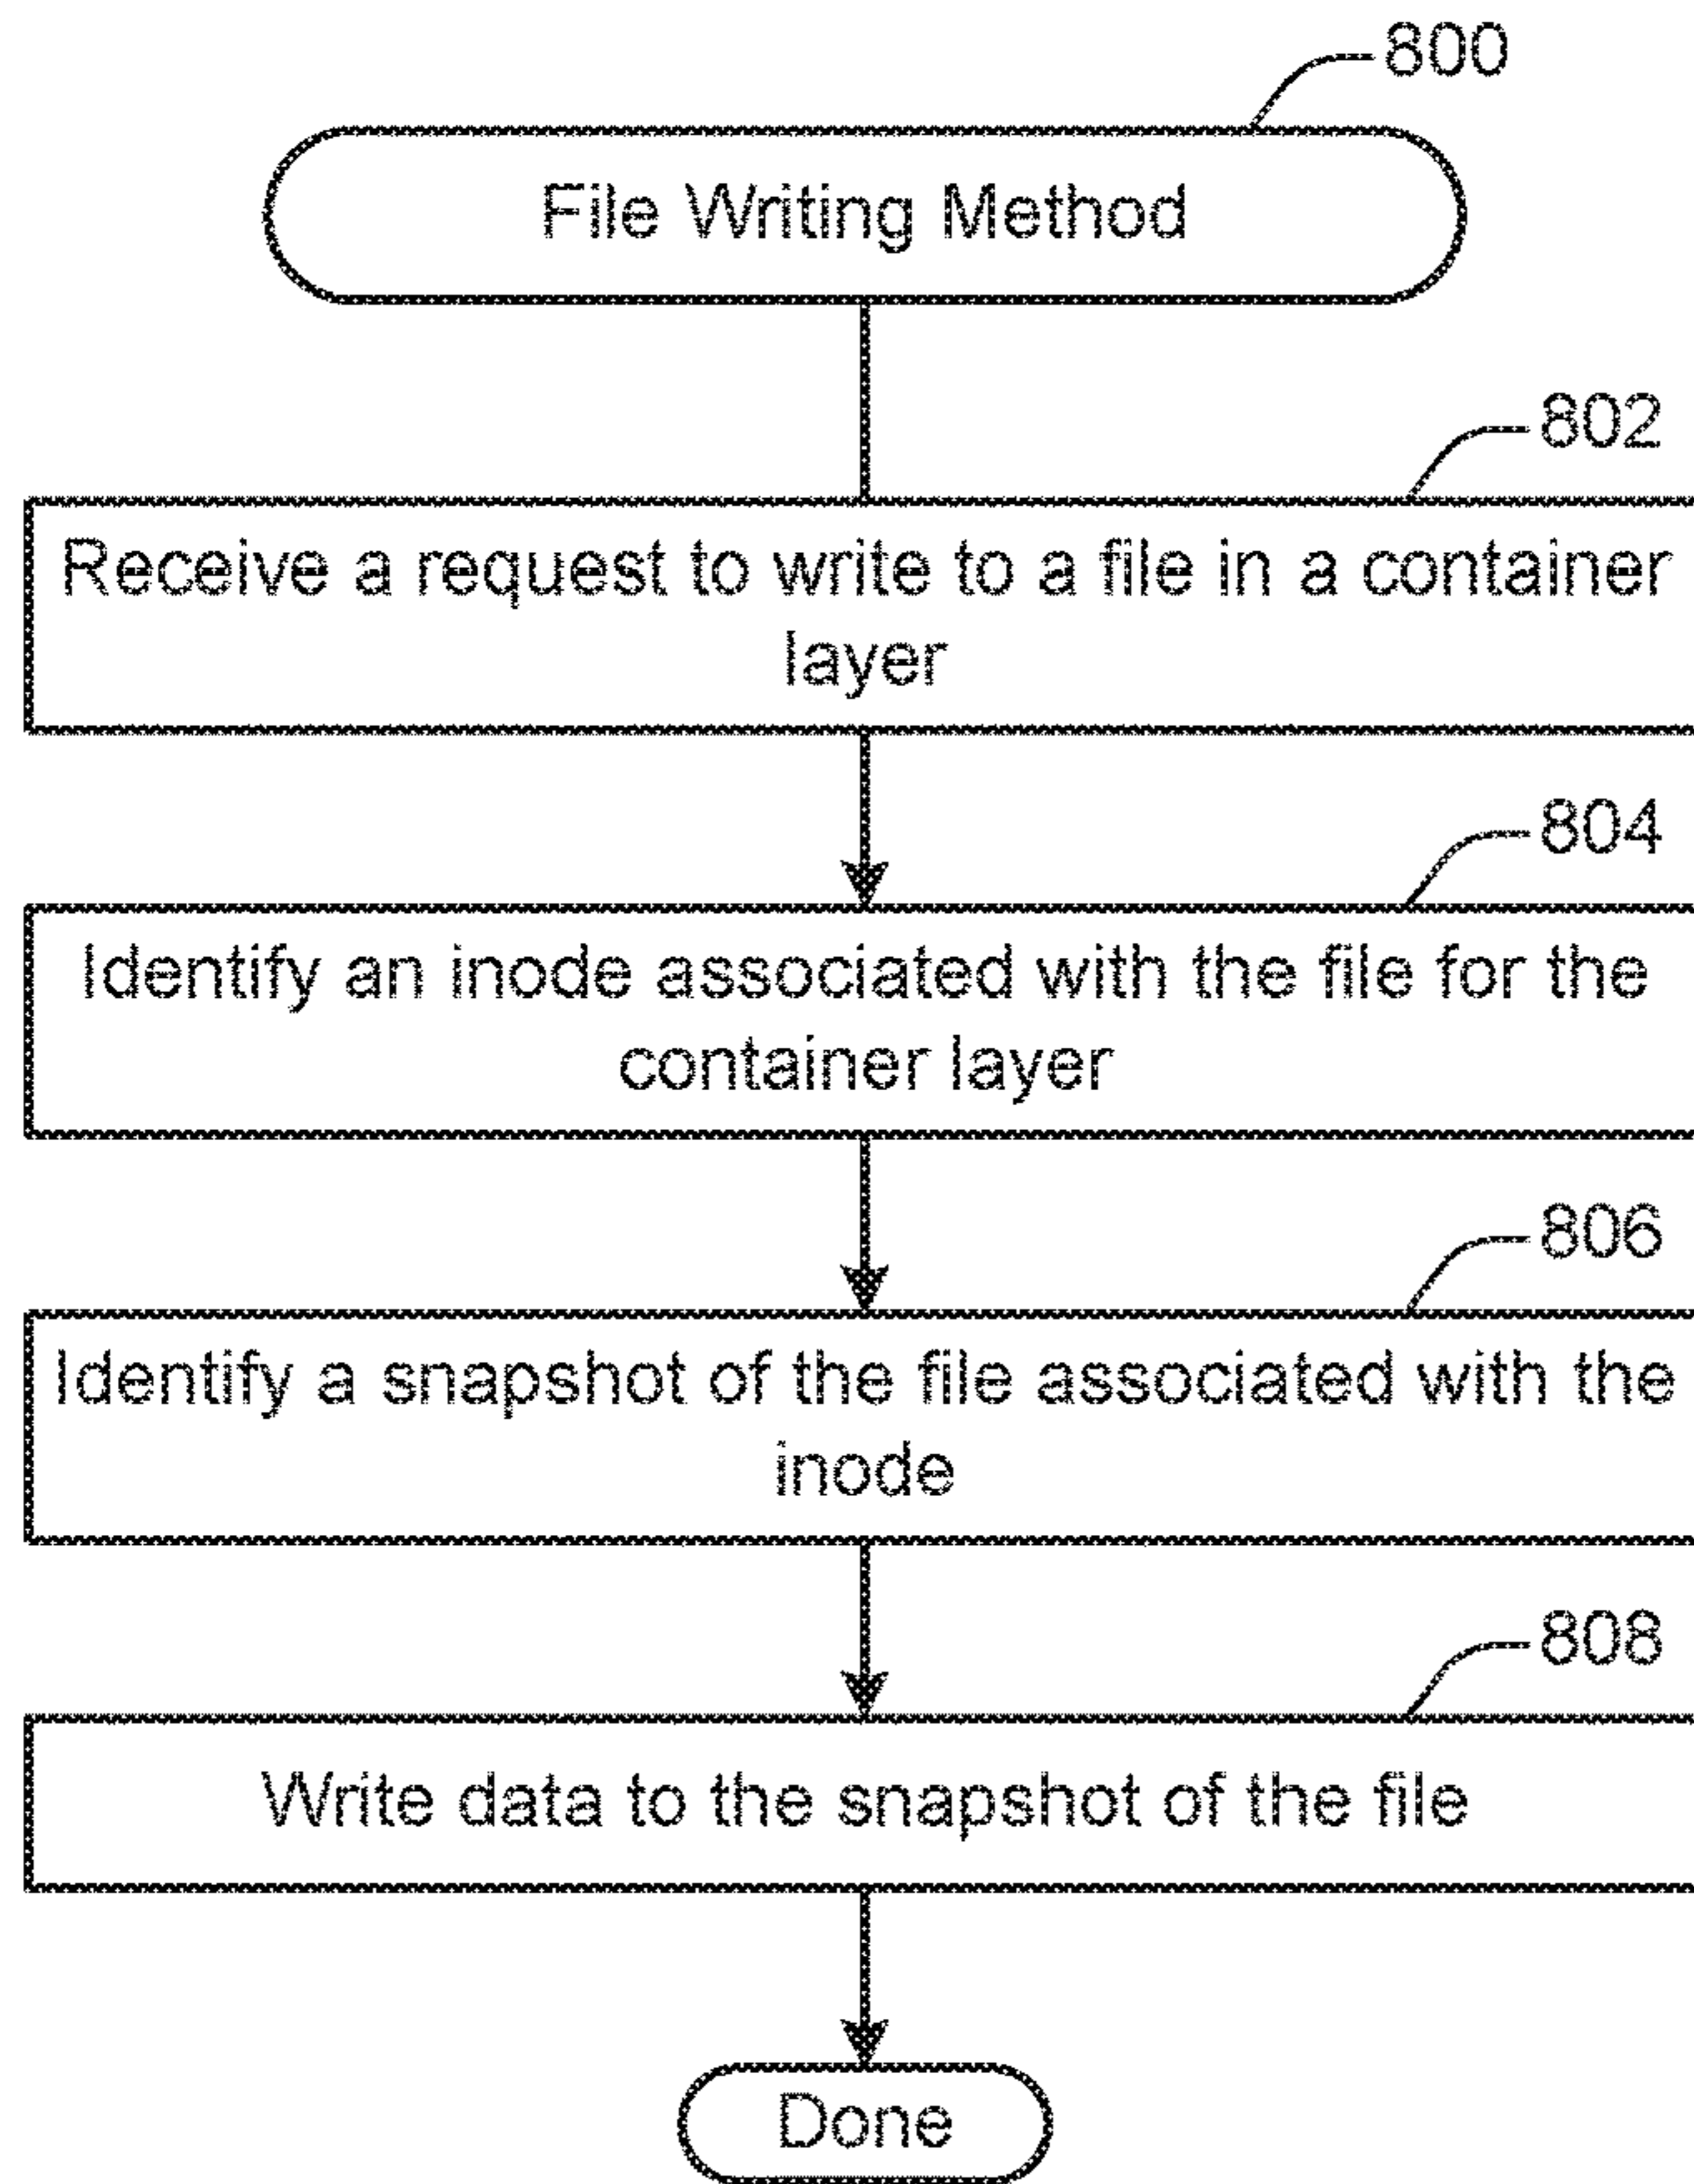 800
File Writing Method
802
Receive a request to write to a file in a container
layer
804
Identify an inode associated with the file for the
container layer
806
Identify a snapshot of the file associated with the
inode
808
Write data to the snapshot of the file
Done